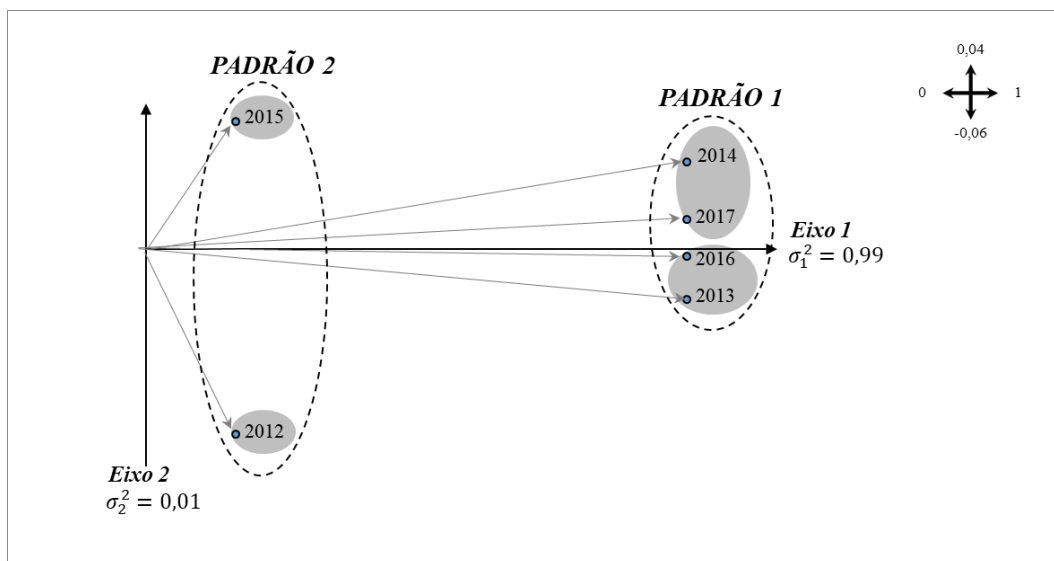 PADRÃO 2
2015
PADRÃO 1
0,04
0
1
-0,06
2014
2017
2016
2013
Eixo 1
σ₁² = 0,99
2012
Eixo 2
σ₂² = 0,01